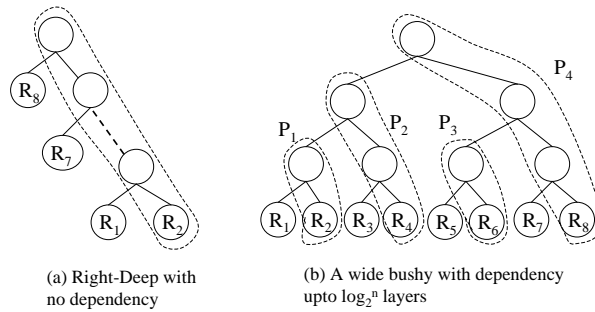 R8
R7
R1 R2
P4
P1 P2 P3
R1 R2 R3 R4 R5 R6 R7 R8
(a) Right-Deep with
no dependency
(b) A wide bushy with dependency
upto log2^n layers